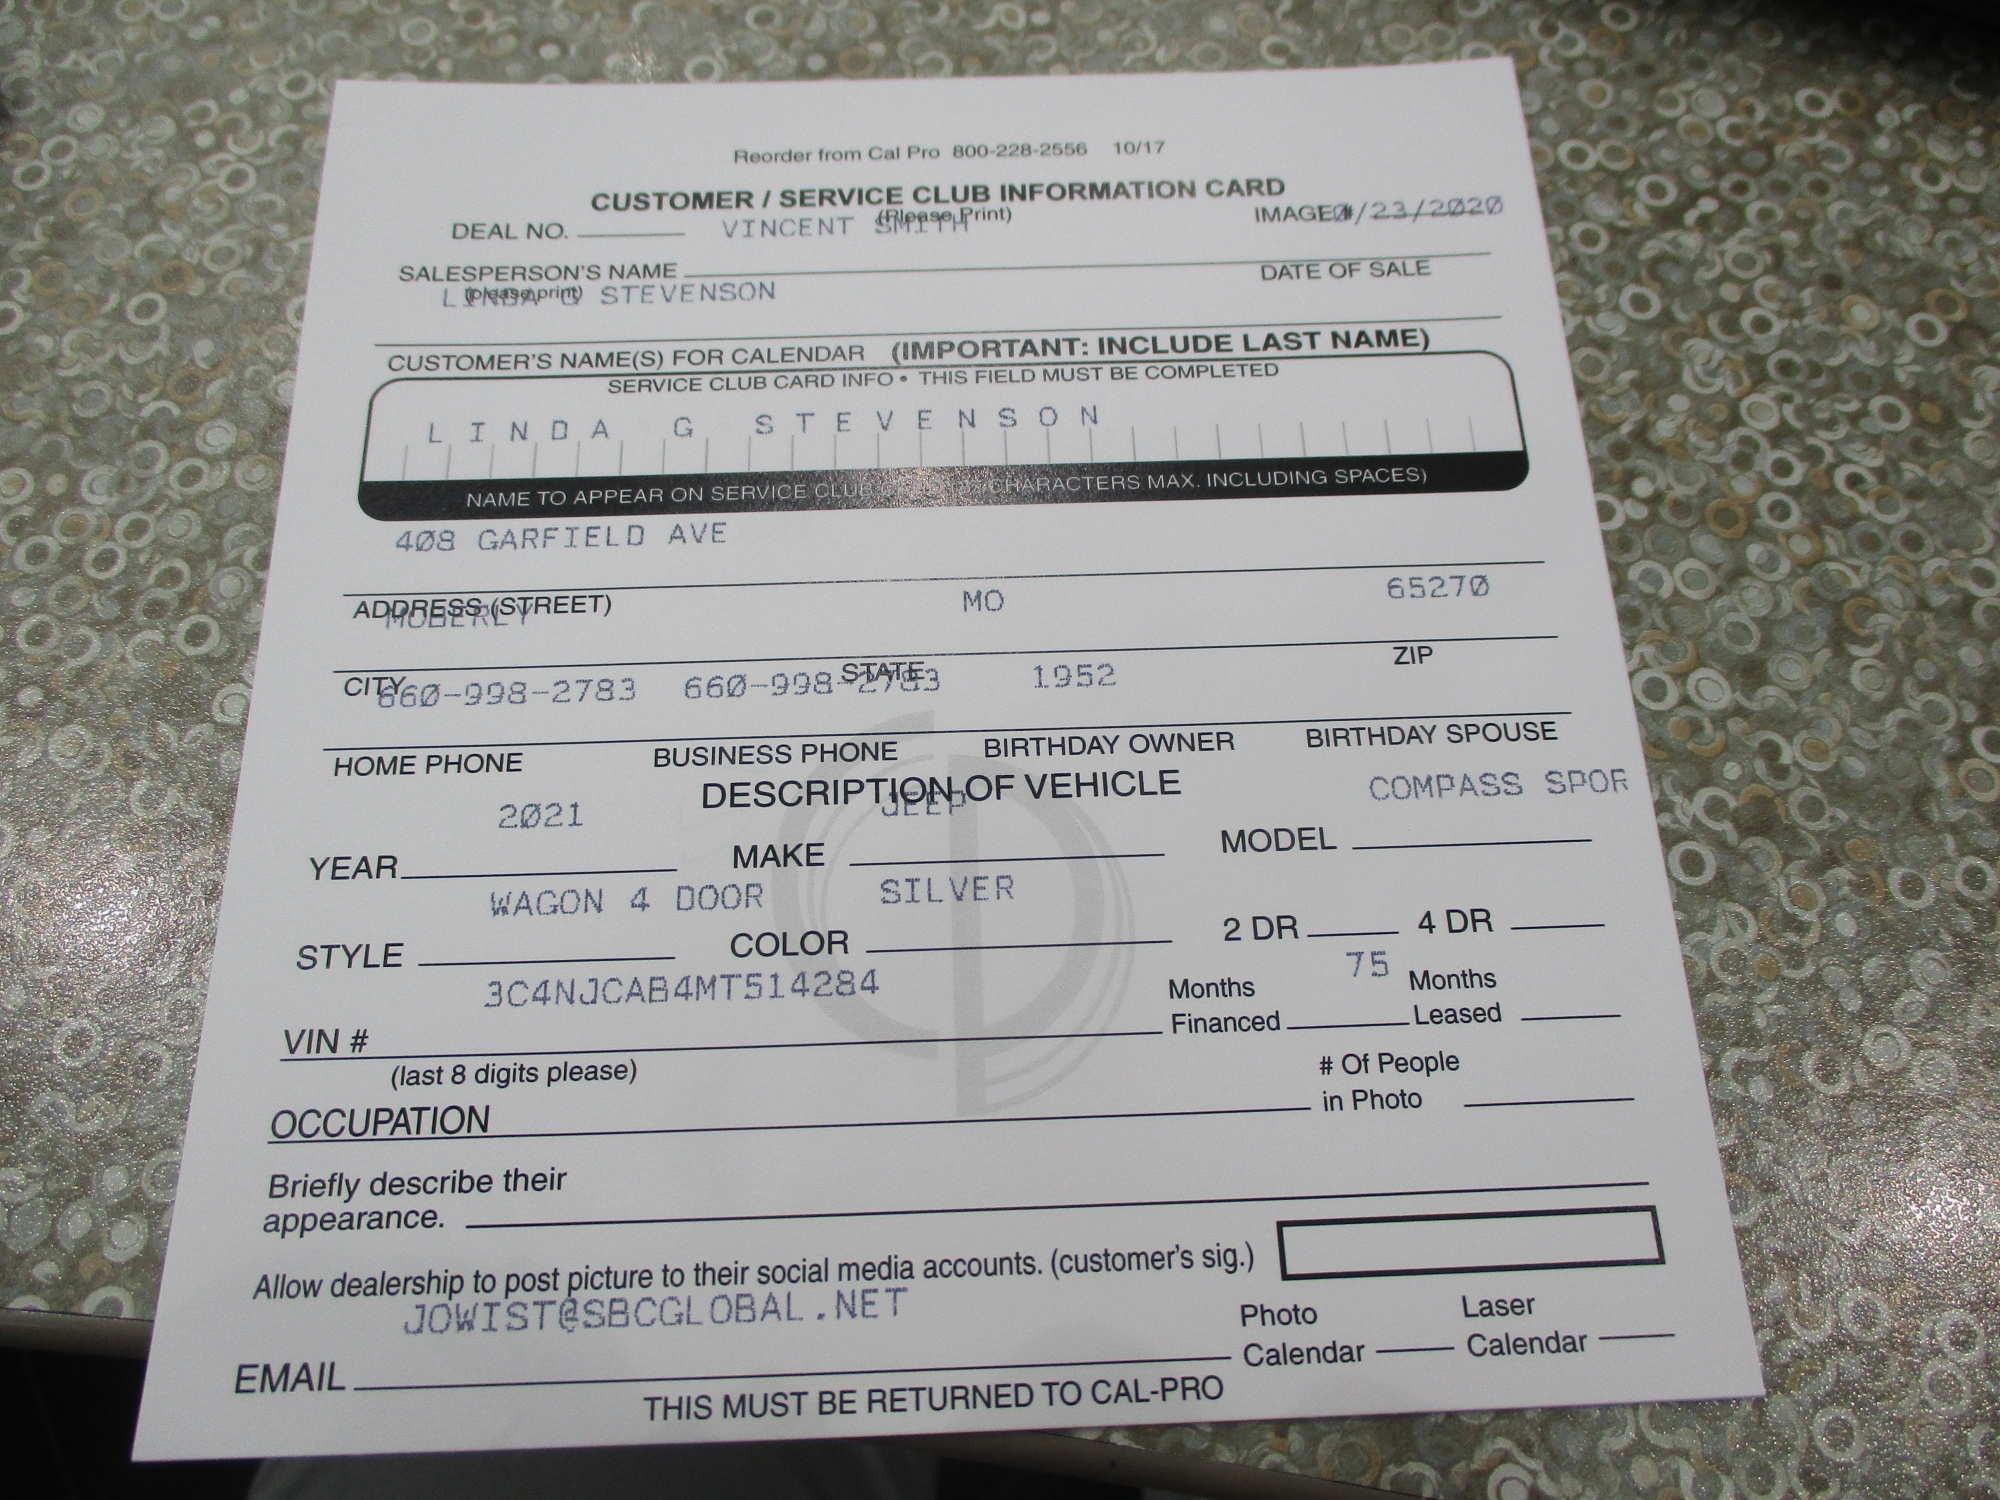 Reorder from Cal Pro 800-228-2556 10/17
CUSTOMER / SERVICE CLUB INFORMATION CARD
(Please Print)
DEAL NO. VINCENT SMITH IMAGE# /23/2020
SALESPERSON'S NAME DATE OF SALE
(please print)
LINDA G STEVENSON
CUSTOMER'S NAME(S) FOR CALENDAR (IMPORTANT: INCLUDE LAST NAME)
SERVICE CLUB CARD INFO • THIS FIELD MUST BE COMPLETED
LINDA G STEVENSON
NAME TO APPEAR ON SERVICE CLUB CHARACTERS MAX. INCLUDING SPACES)
408 GARFIELD AVE
ADDRESS (STREET)
MOBERLY MO 65270
CITY STATE ZIP
660-998-2783 660-998-2783 1952
HOME PHONE BUSINESS PHONE BIRTHDAY OWNER BIRTHDAY SPOUSE
DESCRIPTION OF VEHICLE
2021 JEEP COMPASS SPOR
YEAR MAKE MODEL
WAGON 4 DOOR SILVER
STYLE COLOR 2 DR 4 DR
3C4NJCAB4MT514284 75
VIN # Months Financed Months Leased
(last 8 digits please)
# Of People in Photo
OCCUPATION
Briefly describe their
appearance.
Allow dealership to post picture to their social media accounts. (customer's sig.)
JOWIST@SBCGLOBAL.NET
EMAIL Photo Calendar Laser Calendar
THIS MUST BE RETURNED TO CAL-PRO